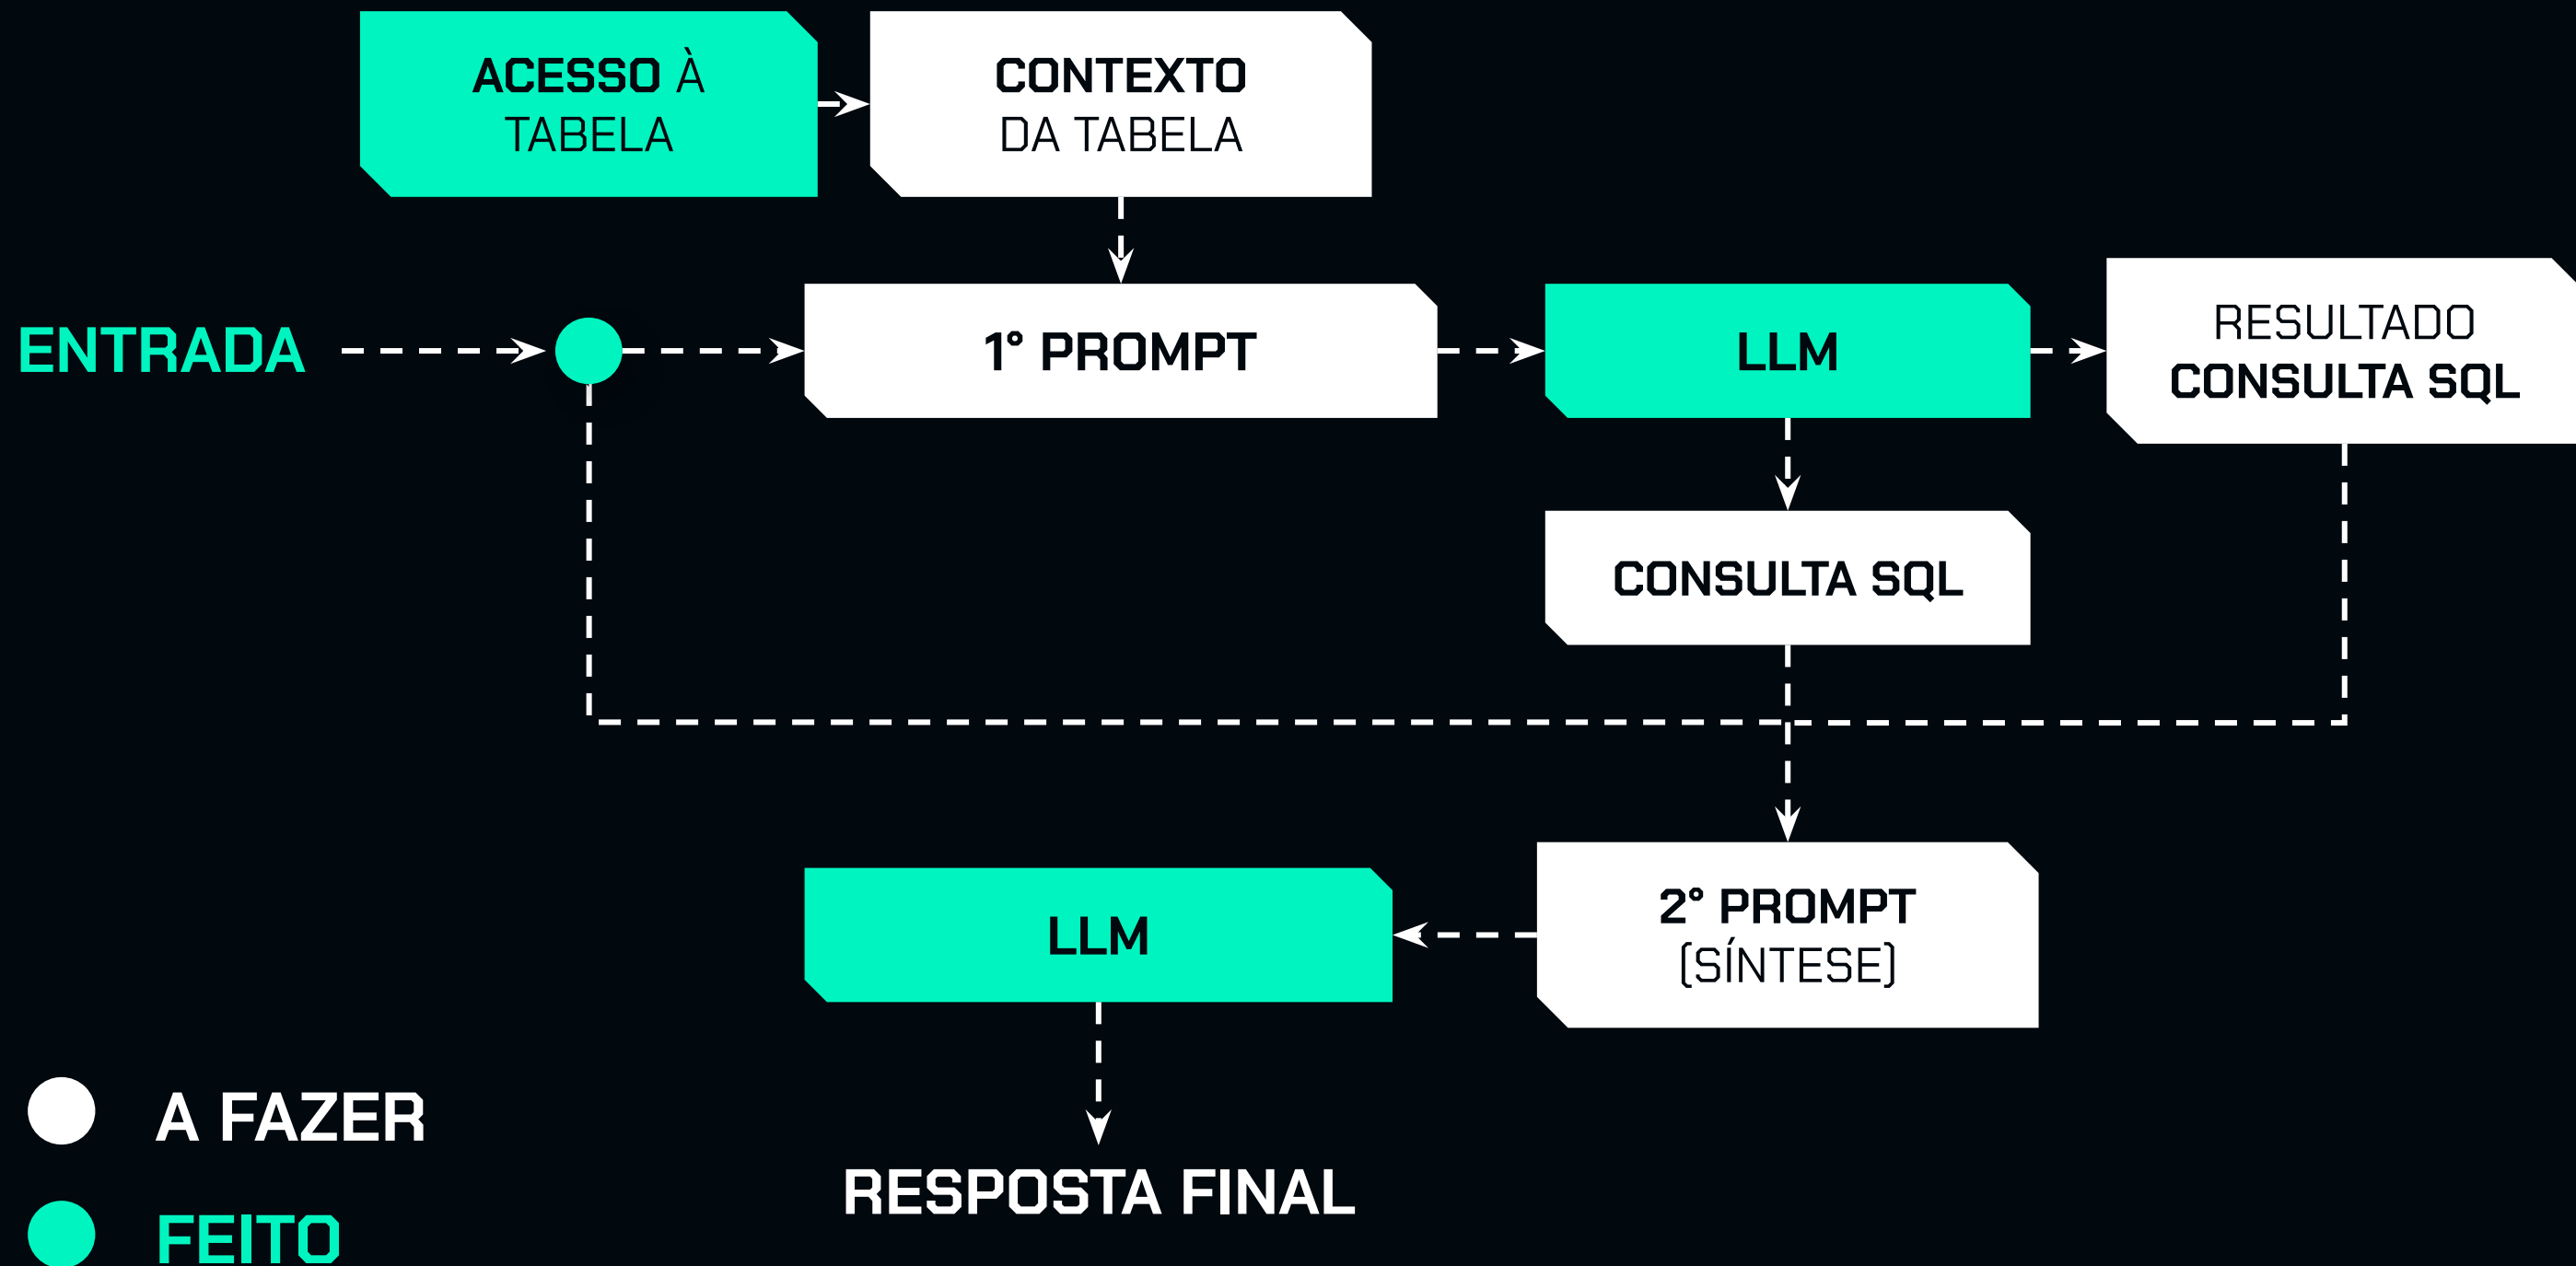 ACESSO À
TABELA
CONTEXTO
DA TABELA
ENTRADA
1° PROMPT
LLM
RESULTADO
CONSULTA SQL
CONSULTA SQL
LLM
2° PROMPT
(SÍNTESE)
A FAZER
RESPOSTA FINAL
FEITO